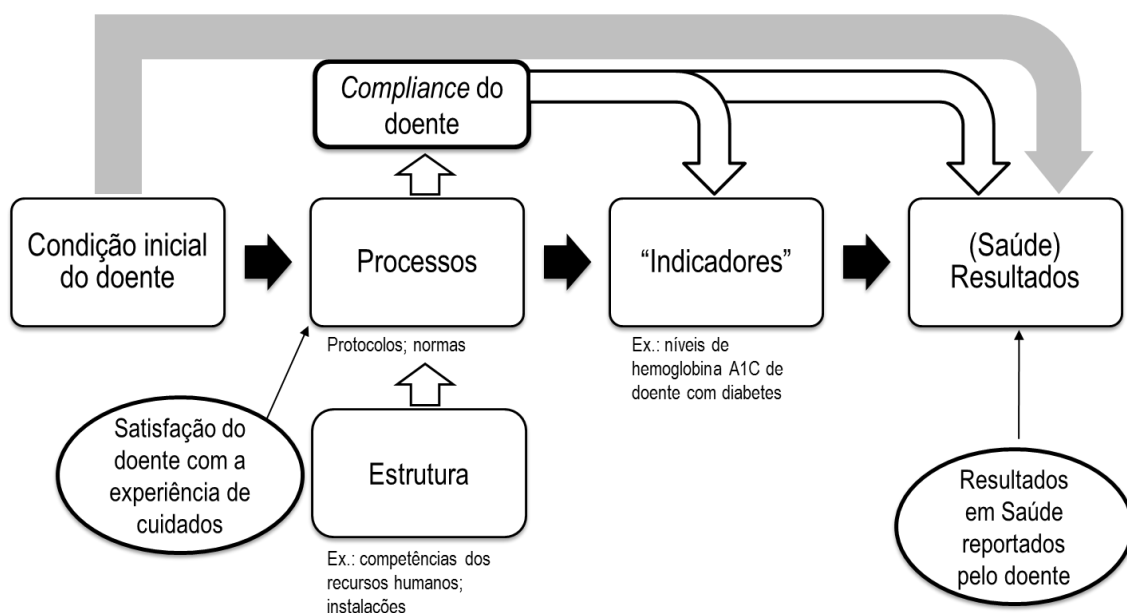 Compliance do
doente
Condição inicial
do doente
Processos
“Indicadores”
(Saúde)
Resultados
Protocolos; normas
Ex.: níveis de
hemoglobina A1C de
doente com diabetes
Satisfação do
doente com a
experiência de
cuidados
Estrutura
Ex.: competências dos
recursos humanos;
instalações
Resultados
em Saúde
reportados
pelo doente